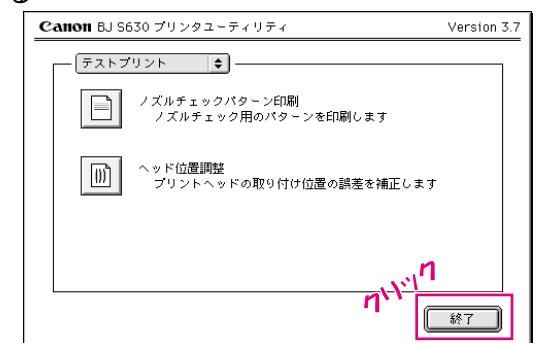 Canon BJ S630 プリンタユーティリティ Version 3.7
テストプリント
ノズルチェックパターン印刷
ノズルチェック用のパターンを印刷します
ヘッド位置調整
プリントヘッドの取り付け位置の誤差を補正します
クリック
終了